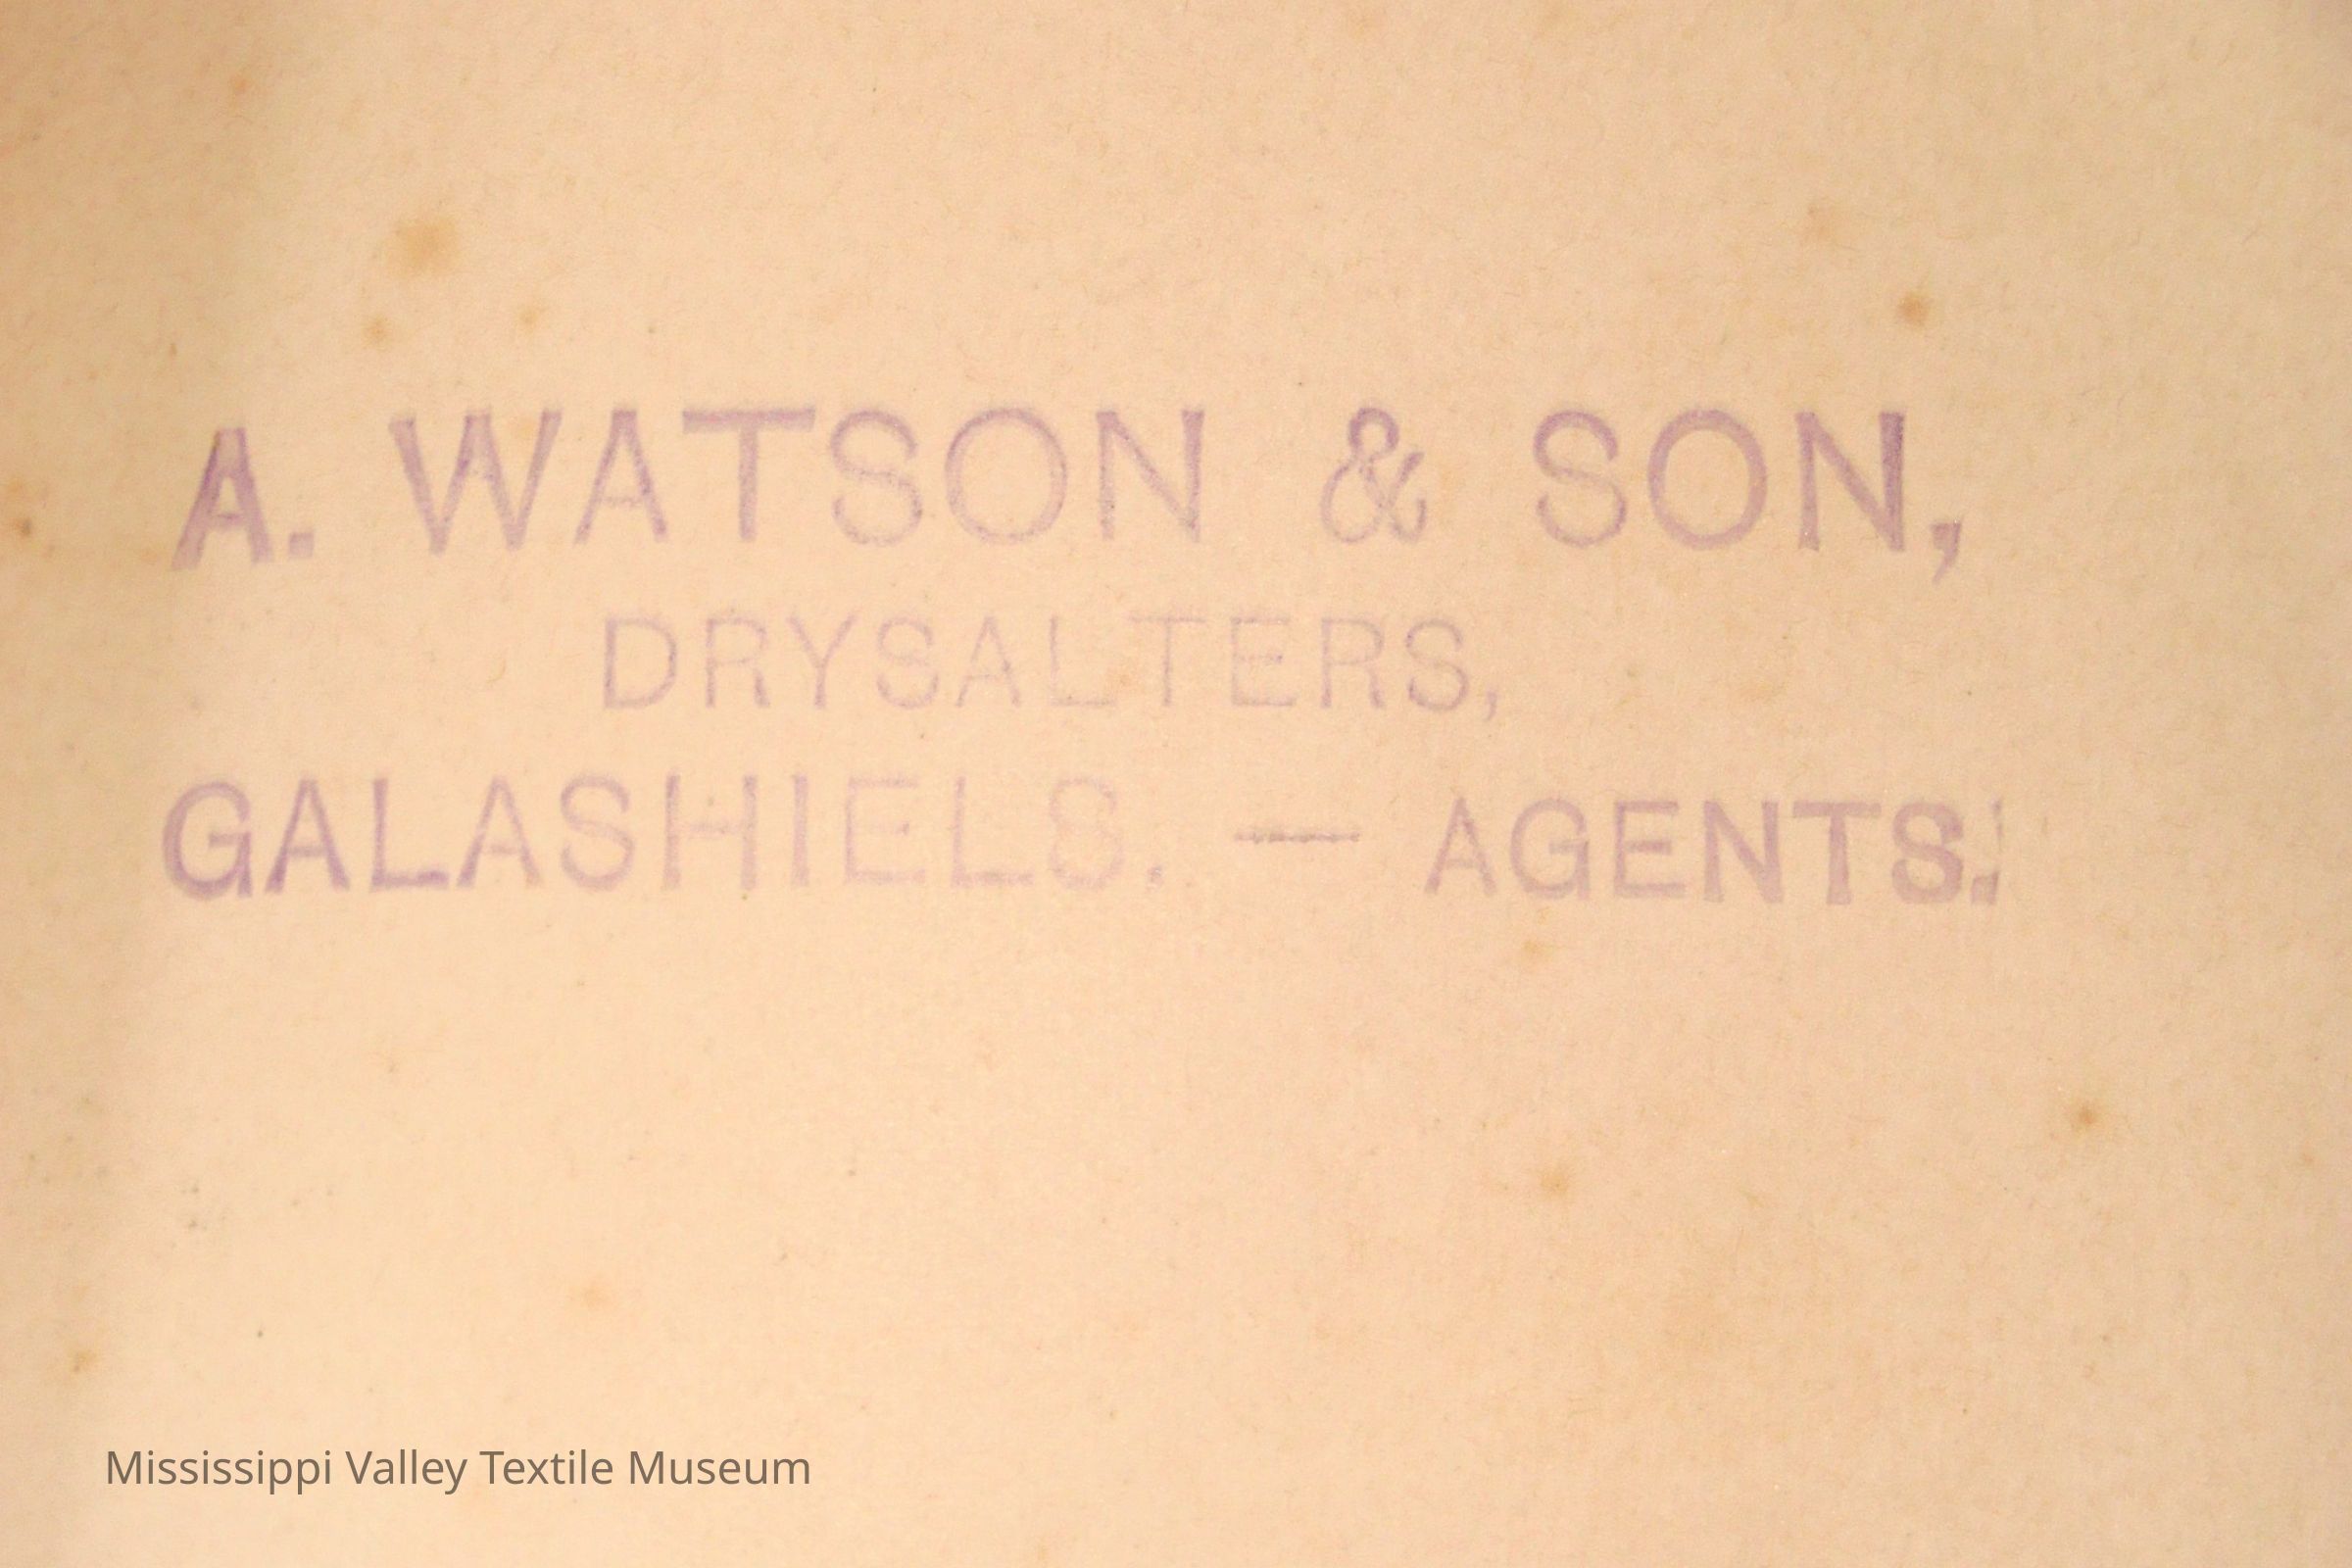 A. WATSON & SON,
DRYSALTERS,
GALASHIELS. — AGENTS.
Mississippi Valley Textile Museum